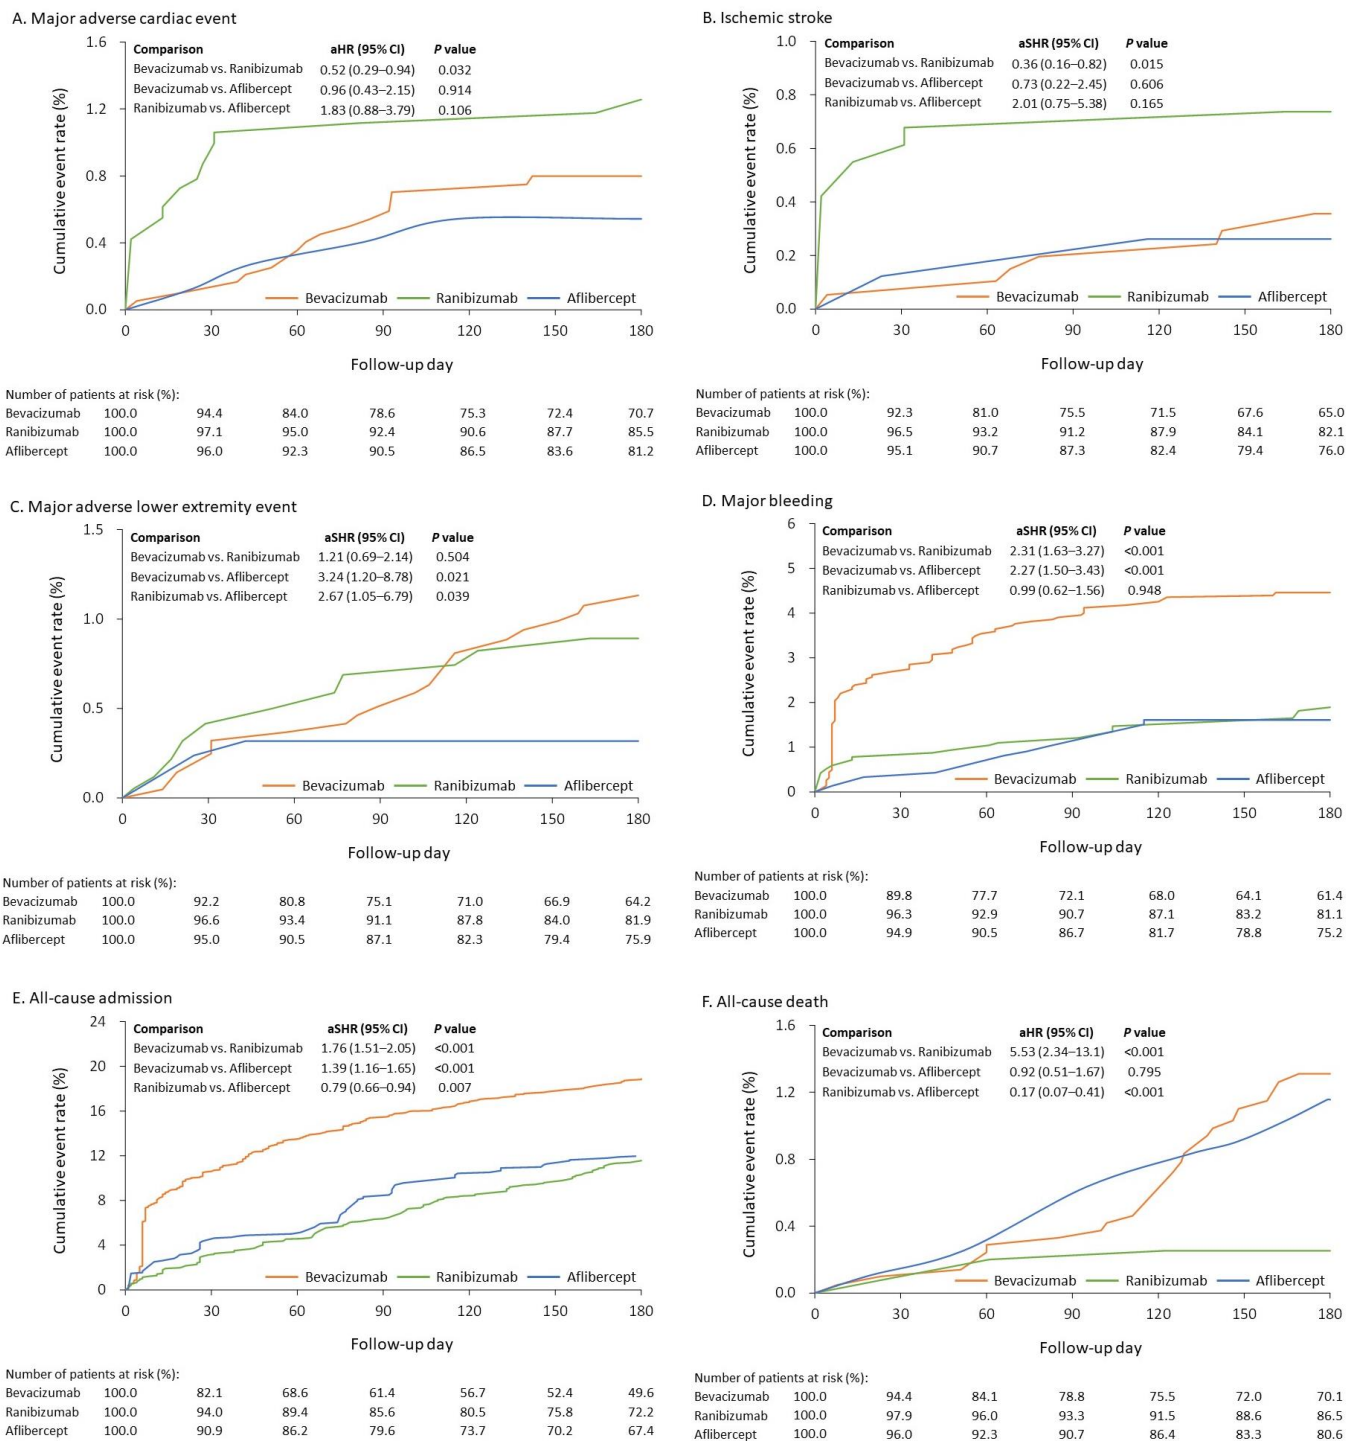 A. Major adverse cardiac event
1.6
1.2
0.8
0.4
0.0
Cumulative event rate (%)
Comparison aHR (95% CI) P value
Bevacizumab vs. Ranibizumab 0.52 (0.29–0.94) 0.032
Bevacizumab vs. Aflibercept 0.96 (0.43–2.15) 0.914
Ranibizumab vs. Aflibercept 1.83 (0.88–3.79) 0.106
Bevacizumab Ranibizumab Aflibercept
0 30 60 90 120 150 180
Follow-up day
Number of patients at risk (%):
Bevacizumab 100.0 94.4 84.0 78.6 75.3 72.4 70.7
Ranibizumab 100.0 97.1 95.0 92.4 90.6 87.7 85.5
Aflibercept 100.0 96.0 92.3 90.5 86.5 83.6 81.2
B. Ischemic stroke
1.0
0.8
0.6
0.4
0.2
0.0
Cumulative event rate (%)
Comparison aSHR (95% CI) P value
Bevacizumab vs. Ranibizumab 0.36 (0.16–0.82) 0.015
Bevacizumab vs. Aflibercept 0.73 (0.22–2.45) 0.606
Ranibizumab vs. Aflibercept 2.01 (0.75–5.38) 0.165
Bevacizumab Ranibizumab Aflibercept
0 30 60 90 120 150 180
Follow-up day
Number of patients at risk (%):
Bevacizumab 100.0 92.3 81.0 75.5 71.5 67.6 65.0
Ranibizumab 100.0 96.5 93.2 91.2 87.9 84.1 82.1
Aflibercept 100.0 95.1 90.7 87.3 82.4 79.4 76.0
C. Major adverse lower extremity event
1.5
1.0
0.5
0.0
Cumulative event rate (%)
Comparison aSHR (95% CI) P value
Bevacizumab vs. Ranibizumab 1.21 (0.69–2.14) 0.504
Bevacizumab vs. Aflibercept 3.24 (1.20–8.78) 0.021
Ranibizumab vs. Aflibercept 2.67 (1.05–6.79) 0.039
Bevacizumab Ranibizumab Aflibercept
0 30 60 90 120 150 180
Follow-up day
Number of patients at risk (%):
Bevacizumab 100.0 92.2 80.8 75.1 71.0 66.9 64.2
Ranibizumab 100.0 96.6 93.4 91.1 87.8 84.0 81.9
Aflibercept 100.0 95.0 90.5 87.1 82.3 79.4 75.9
D. Major bleeding
6
5
4
3
2
1
0
Cumulative event rate (%)
Comparison aSHR (95% CI) P value
Bevacizumab vs. Ranibizumab 2.31 (1.63–3.27) <0.001
Bevacizumab vs. Aflibercept 2.27 (1.50–3.43) <0.001
Ranibizumab vs. Aflibercept 0.99 (0.62–1.56) 0.948
Bevacizumab Ranibizumab Aflibercept
0 30 60 90 120 150 180
Follow-up day
Number of patients at risk (%):
Bevacizumab 100.0 89.8 77.7 72.1 68.0 64.1 61.4
Ranibizumab 100.0 96.3 92.9 90.7 87.1 83.2 81.1
Aflibercept 100.0 94.9 90.5 86.7 81.7 78.8 75.2
E. All-cause admission
24
20
16
12
8
4
0
Cumulative event rate (%)
Comparison aSHR (95% CI) P value
Bevacizumab vs. Ranibizumab 1.76 (1.51–2.05) <0.001
Bevacizumab vs. Aflibercept 1.39 (1.16–1.65) <0.001
Ranibizumab vs. Aflibercept 0.79 (0.66–0.94) 0.007
Bevacizumab Ranibizumab Aflibercept
0 30 60 90 120 150 180
Follow-up day
Number of patients at risk (%):
Bevacizumab 100.0 82.1 68.6 61.4 56.7 52.4 49.6
Ranibizumab 100.0 94.0 89.4 85.6 80.5 75.8 72.2
Aflibercept 100.0 90.9 86.2 79.6 73.7 70.2 67.4
F. All-cause death
1.6
1.2
0.8
0.4
0.0
Cumulative event rate (%)
Comparison aHR (95% CI) P value
Bevacizumab vs. Ranibizumab 5.53 (2.34–13.1) <0.001
Bevacizumab vs. Aflibercept 0.92 (0.51–1.67) 0.795
Ranibizumab vs. Aflibercept 0.17 (0.07–0.41) <0.001
Bevacizumab Ranibizumab Aflibercept
0 30 60 90 120 150 180
Follow-up day
Number of patients at risk (%):
Bevacizumab 100.0 94.4 84.1 78.8 75.5 72.0 70.1
Ranibizumab 100.0 97.9 96.0 93.3 91.5 88.6 86.5
Aflibercept 100.0 96.0 92.3 90.7 86.4 83.3 80.6